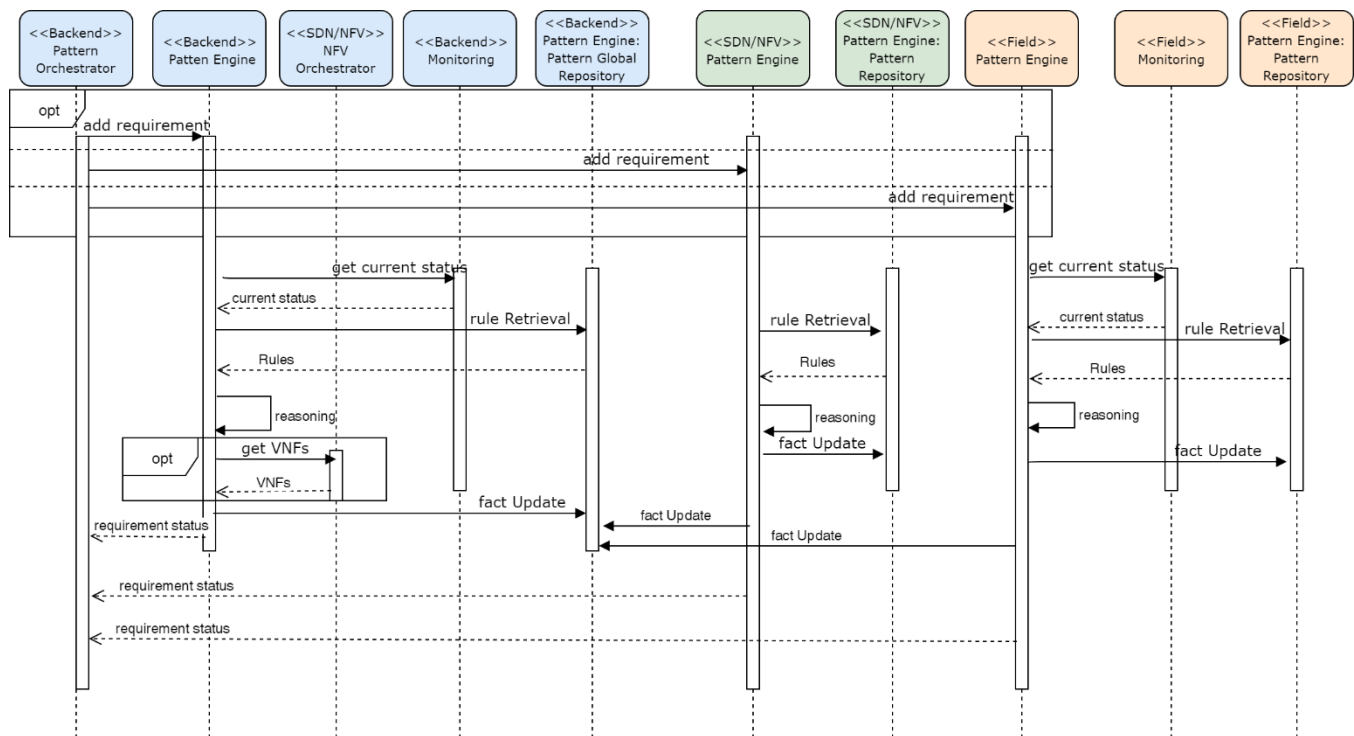 <<Backend>>
Pattern
Orchestrator
<<Backend>>
Patten Engine
<<SDN/NFV>>
NFV
Orchestrator
<<Backend>>
Monitoring
<<Backend>>
Pattern Engine:
Pattern Global
Repository
<<SDN/NFV>>
Pattern Engine
<<SDN/NFV>>
Pattern Engine:
Pattern
Repository
<<Field>>
Pattern Engine
<<Field>>
Monitoring
<<Field>>
Pattern Engine:
Pattern
Repository
opt
add requirement
add requirement
add requirement
get current status
get current status
current status
current status
rule Retrieval
rule Retrieval
rule Retrieval
Rules
Rules
Rules
reasoning
reasoning
reasoning
opt
get VNFs
fact Update
fact Update
VNFs
fact Update
fact Update
requirement status
fact Update
requirement status
requirement status